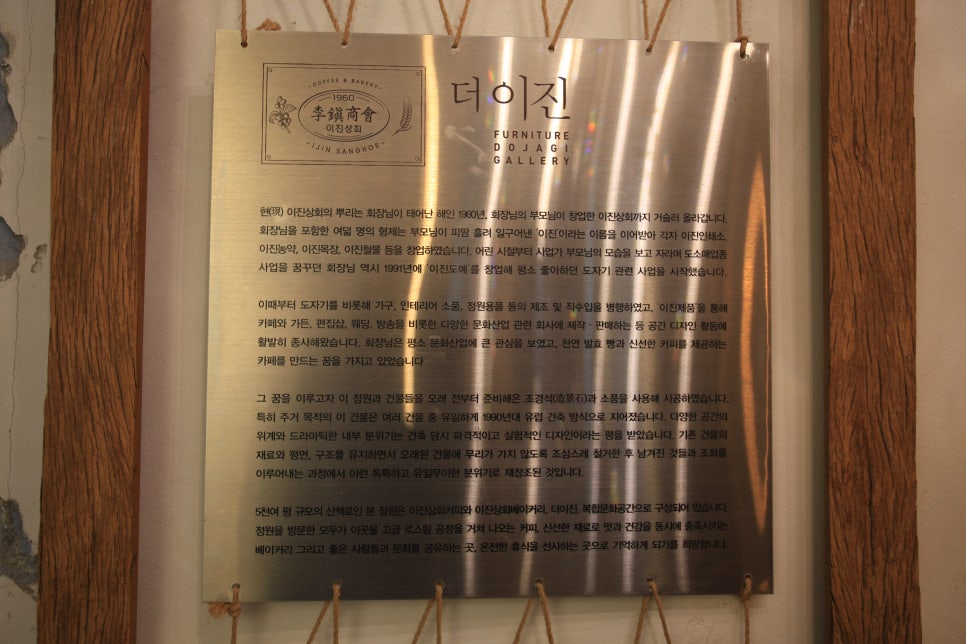 COFFEE & BAKERY
1960
李鎭商會
이진상회
IJIN SANGHOE
더이진
FURNITURE
DOJAGI
GALLERY
현(現) 이진상회의 뿌리는 회장님이 태어난 해인 1960년, 회장님의 부모님이 창업한 이진상회까지 거슬러 올라갑니다.
회장님을 포함한 여덟 명의 형제는 부모님이 피땀 흘려 일구어낸 '이진'이라는 이름을 이어받아 각자 이진인쇄소,
이진농약, 이진목장, 이진철물 등을 창업하였습니다. 어린 시절부터 사업가 부모님의 모습을 보고 자라며 도소매업종
사업을 꿈꾸던 회장님 역시 1991년에 '이진도예'를 창업해 평소 좋아하던 도자기 관련 사업을 시작했습니다.
이때부터 도자기를 비롯해 가구, 인테리어 소품, 정원용품 등의 제조 및 직수입을 병행하였고, '이진제품'을 통해
카페와 가든, 편집샵, 웨딩, 방송을 비롯한 다양한 문화산업 관련 회사에 제작 · 판매하는 등 공간 디자인 활동에
활발히 종사해왔습니다. 회장님은 평소 문화산업에 큰 관심을 보였고, 천연 발효 빵과 신선한 커피를 제공하는
카페를 만드는 꿈을 가지고 있었습니다
그 꿈을 이루고자 이 정원과 건물들을 오래 전부터 준비해온 조경석(造景石)과 소품을 사용해 시공하였습니다.
특히 주거 목적의 이 건물은 여러 건물 중 유일하게 1990년대 유럽 건축 방식으로 지어졌습니다. 다양한 공간의
위계와 드라마틱한 내부 분위기는 건축 당시 파격적이고 실험적인 디자인이라는 평을 받았습니다. 기존 건물의
재료와 평면, 구조를 유지하면서 오래된 건물에 무리가 가지 않도록 조심스레 철거한 후 남겨진 것들과 조화를
이루어내는 과정에서 이런 독특하고 유일무이한 분위기로 재창조된 것입니다.
5천여 평 규모의 산책로인 본 정원은 이진상회커피와 이진상회베이커리, 더이진, 복합문화공간으로 구성되어 있습니다.
정원을 방문한 모두가 이곳을 고급 로스팅 공정을 거쳐 나오는 커피, 신선한 재료로 맛과 건강을 동시에 충족시키는
베이커리 그리고 좋은 사람들과 문화를 공유하는 곳, 온전한 휴식을 선사하는 곳으로 기억하게 되기를 희망합니다.